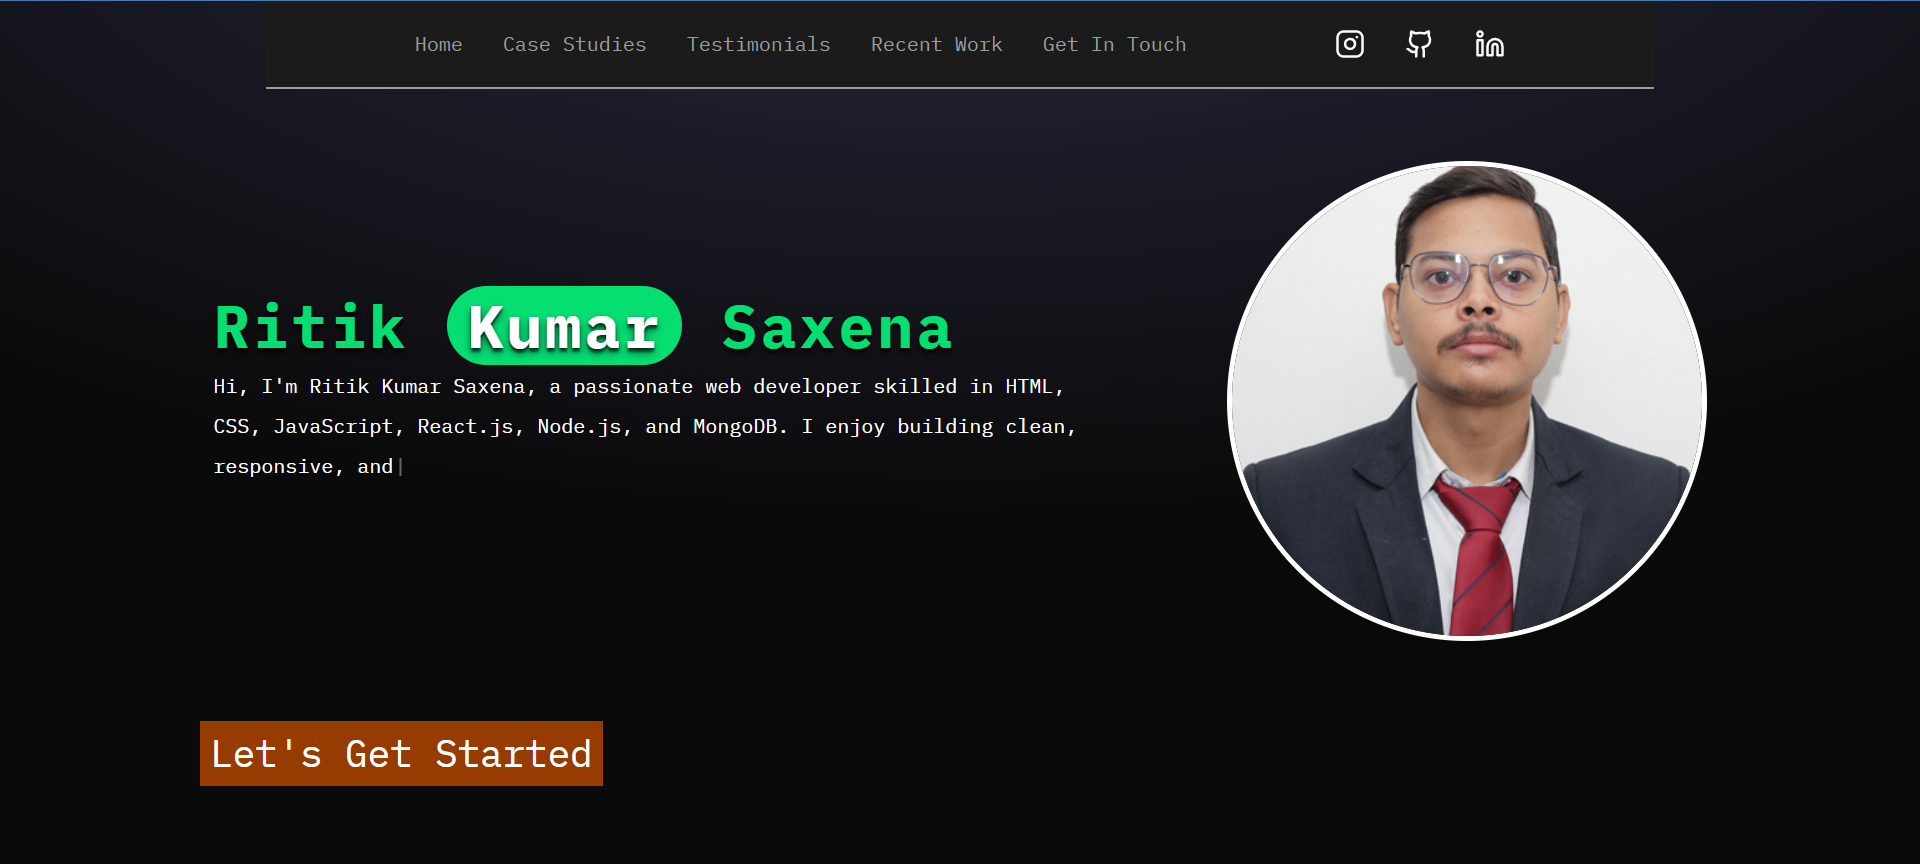 Home Case Studies Testimonials Recent Work Get In Touch
Ritik Kumar Saxena
Hi, I'm Ritik Kumar Saxena, a passionate web developer skilled in HTML,
CSS, JavaScript, React.js, Node.js, and MongoDB. I enjoy building clean,
responsive, and|
Let's Get Started